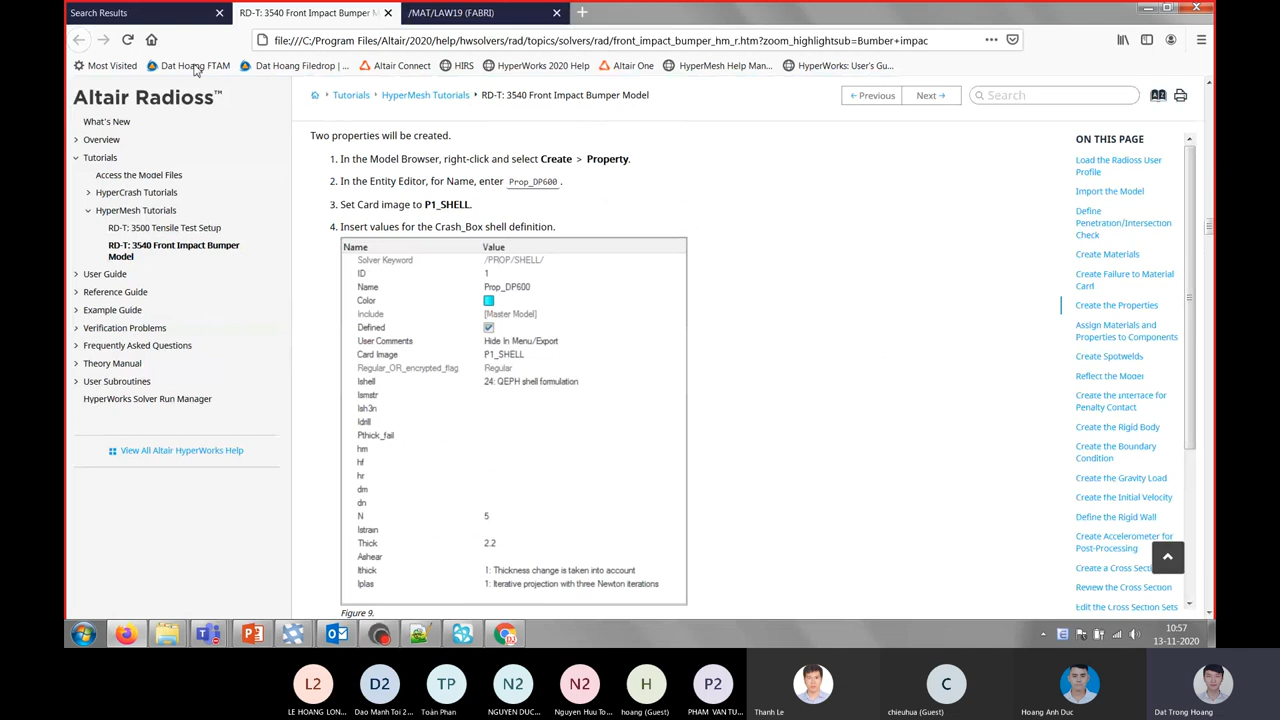 Search Results
RD-T: 3540 Front Impact Bumper M
/MAT/LAW19 (FABRI)
file:///C:/Program Files/Altair/2020/help/hwsolvers/rad/topics/solvers/rad/front_impact_bumper_hm_r.htm?zoom_highlightsub=Bumber+impac
Most Visited
Dat Hoang FTAM
Dat Hoang Filedrop | ...
Altair Connect
HIRS
HyperWorks 2020 Help
Altair One
HyperMesh Help Man...
HyperWorks: User's Gu...
Altair Radioss™
What's New
Overview
Tutorials
Access the Model Files
HyperCrash Tutorials
HyperMesh Tutorials
RD-T: 3500 Tensile Test Setup
RD-T: 3540 Front Impact Bumper
Model
User Guide
Reference Guide
Example Guide
Verification Problems
Frequently Asked Questions
Theory Manual
User Subroutines
HyperWorks Solver Run Manager
View All Altair HyperWorks Help
Tutorials
HyperMesh Tutorials
RD-T: 3540 Front Impact Bumper Model
Previous
Next
Search
Two properties will be created.
1. In the Model Browser, right-click and select Create > Property.
2. In the Entity Editor, for Name, enter Prop_DP600 .
3. Set Card image to P1_SHELL.
4. Insert values for the Crash_Box shell definition.
Name Value
Solver Keyword /PROP/SHELL/
ID 1
Name Prop_DP600
Color
Include [Master Model]
Defined
User Comments Hide In Menu/Export
Card Image P1_SHELL
Regular_OR_encrypted_flag Regular
Ishell 24: QEPH shell formulation
Ismstr
Ish3n
Idrill
Pthick_fail
hm
hf
hr
dm
dn
N 5
Istrain
Thick 2.2
Ashear
Ithick 1: Thickness change is taken into account
Iplas 1: Iterative projection with three Newton iterations
Figure 9.
ON THIS PAGE
Load the Radioss User
Profile
Import the Model
Define
Penetration/Intersection
Check
Create Materials
Create Failure to Material
Card
Create the Properties
Assign Materials and
Properties to Components
Create Spotwelds
Reflect the Model
Create the Interface for
Penalty Contact
Create the Rigid Body
Create the Boundary
Condition
Create the Gravity Load
Create the Initial Velocity
Define the Rigid Wall
Create Accelerometer for
Post-Processing
Create a Cross Secti
Review the Cross Section
Edit the Cross Section Sets
10:57
13-11-2020
L2
D2
TP
N2
N2
H
P2
C
LE HOANG LON...
Dao Manh Toi 2...
Toàn Phan
NGUYEN DUC...
Nguyen Huu To...
hoang (Guest)
PHAM VAN TU...
Thanh Le
chieuhua (Guest)
Hoang Anh Duc
Dat Trong Hoang